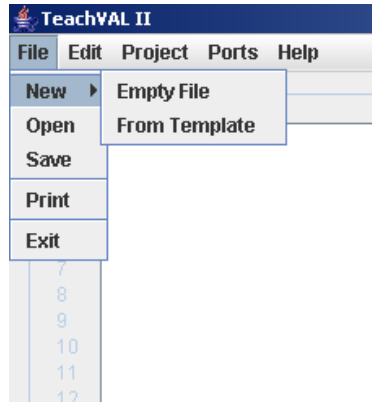 TeachVAL II
File Edit Project Ports Help
New Empty File
Open From Template
Save
Print
Exit
7
8
9
10
11
12